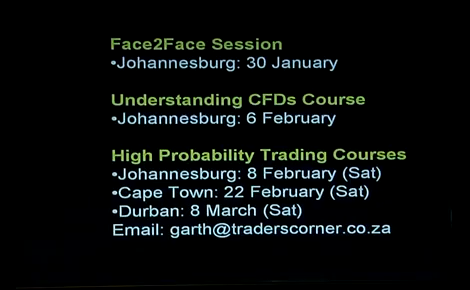 Face2Face Session
•Johannesburg: 30 January
Understanding CFDs Course
•Johannesburg: 6 February
High Probability Trading Courses
•Johannesburg: 8 February (Sat)
•Cape Town: 22 February (Sat)
•Durban: 8 March (Sat)
Email: garth@traderscorner.co.za